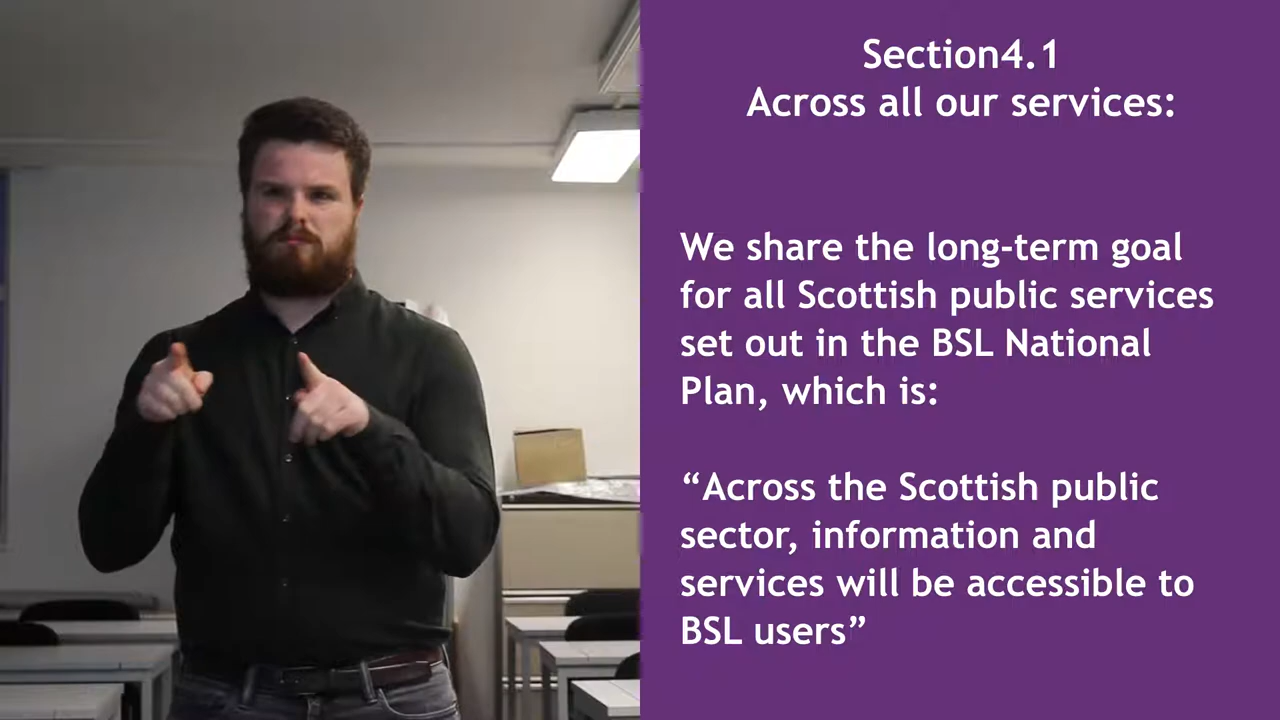 Section4.1
Across all our services:
We share the long-term goal
for all Scottish public services
set out in the BSL National
Plan, which is:
“Across the Scottish public
sector, information and
services will be accessible to
BSL users”